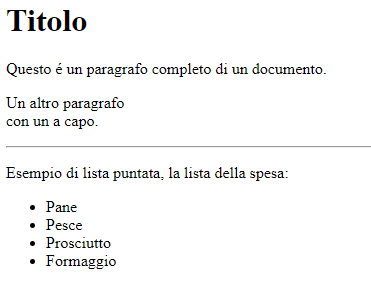 Titolo
Questo é un paragrafo completo di un documento.
Un altro paragrafo
con un a capo.
Esempio di lista puntata, la lista della spesa:
• Pane
• Pesce
• Prosciutto
• Formaggio